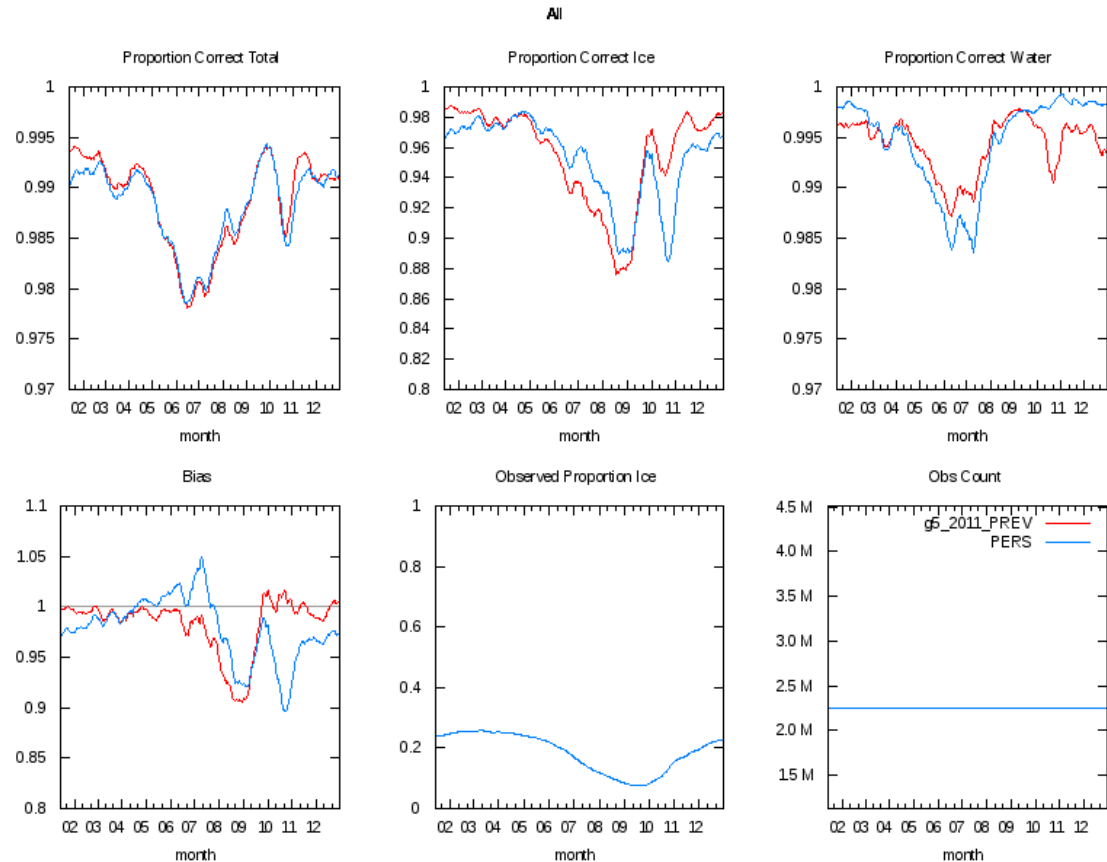 All
Proportion Correct Total
1
0.995
0.99
0.985
0.98
0.975
0.97
02 03 04 05 06 07 08 09 10 11 12
month
Proportion Correct Ice
1
0.98
0.96
0.94
0.92
0.9
0.88
0.86
0.84
0.82
0.8
02 03 04 05 06 07 08 09 10 11 12
month
Proportion Correct Water
1
0.995
0.99
0.985
0.98
0.975
0.97
02 03 04 05 06 07 08 09 10 11 12
month
Bias
1.1
1.05
1
0.95
0.9
0.85
0.8
02 03 04 05 06 07 08 09 10 11 12
month
Observed Proportion Ice
1
0.8
0.6
0.4
0.2
0
02 03 04 05 06 07 08 09 10 11 12
month
Obs Count
4.5 M
4.0 M
3.5 M
3.0 M
2.5 M
2.0 M
1.5 M
g5_2011_PREV
PERS
02 03 04 05 06 07 08 09 10 11 12
month